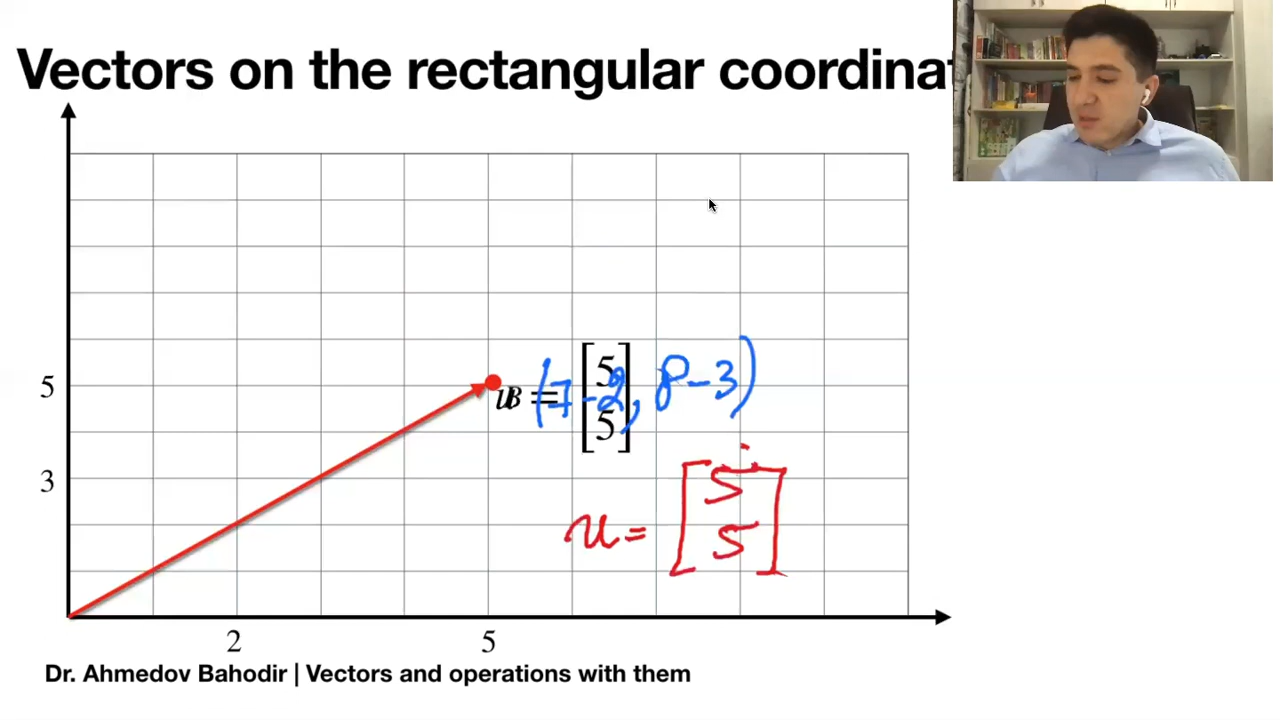 Vectors on the rectangular coordinat
5
u = [5 5]
(7-2, 8-3)
3
u = [5 5]
2 5
Dr. Ahmedov Bahodir | Vectors and operations with them